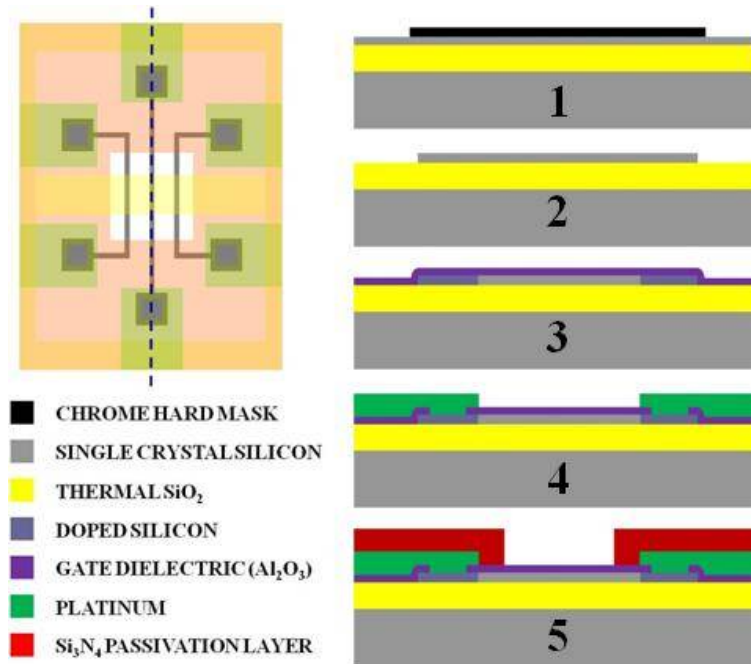 1
2
3
4
5
CHROME HARD MASK
SINGLE CRYSTAL SILICON
THERMAL SiO₂
DOPED SILICON
GATE DIELECTRIC (Al₂O₃)
PLATINUM
Si₃N₄ PASSIVATION LAYER